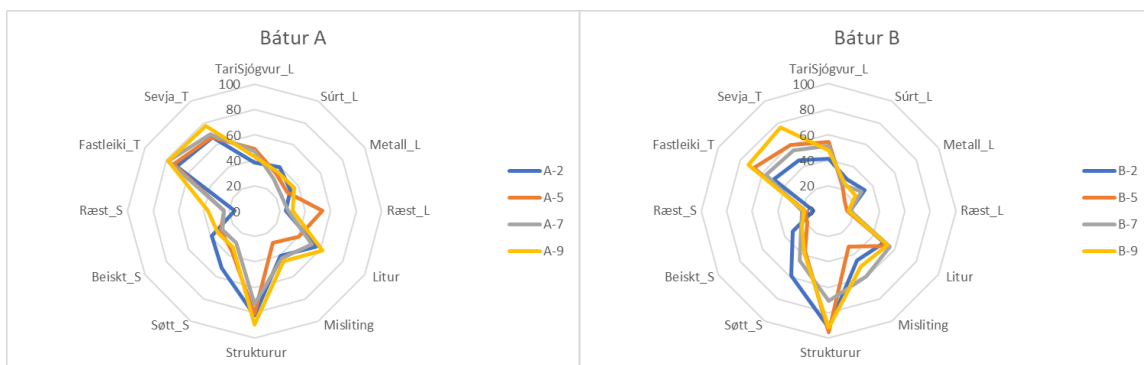 Bátur A
TariSjógvur_L
Súrt_L
Metall_L
Ræst_L
Litur
Misliting
Strukturur
Søtt_S
Beiskt_S
Ræst_S
Fastleiki_T
Sevja_T
100
80
60
40
20
0
A-2
A-5
A-7
A-9
Bátur B
TariSjógvur_L
Súrt_L
Metall_L
Ræst_L
Litur
Misliting
Strukturur
Søtt_S
Beiskt_S
Ræst_S
Fastleiki_T
Sevja_T
100
80
60
40
20
0
B-2
B-5
B-7
B-9